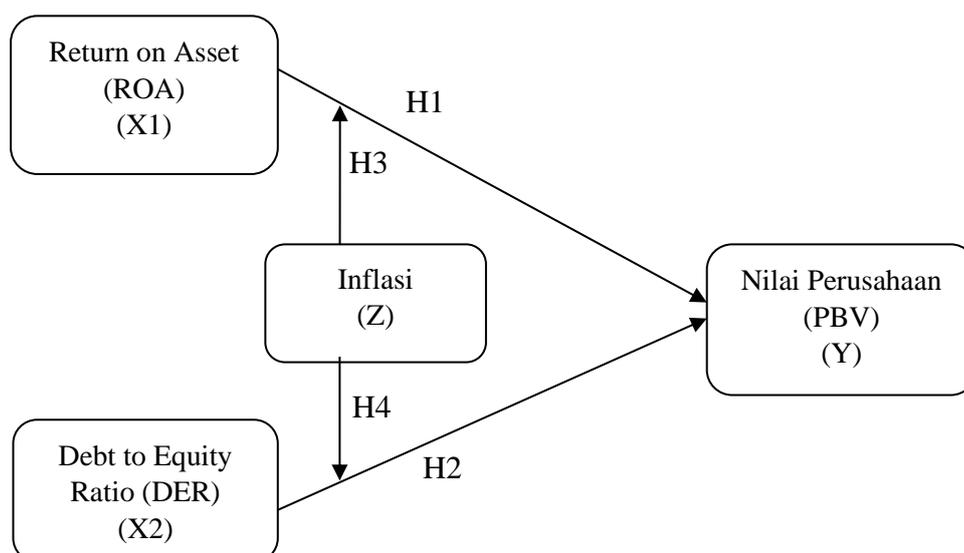 Return on Asset
(ROA)
(X1)
H1
H3
Inflasi
(Z)
Nilai Perusahaan
(PBV)
(Y)
H4
H2
Debt to Equity
Ratio (DER)
(X2)